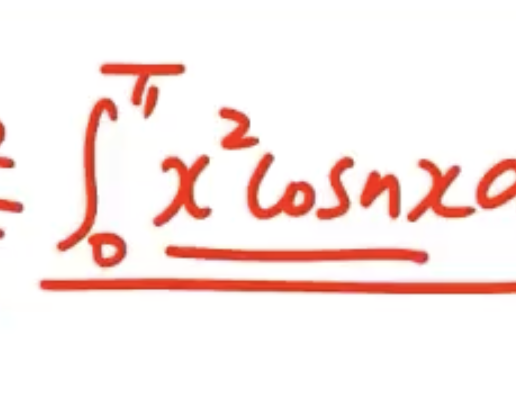 ∫₀^π x² cos nx